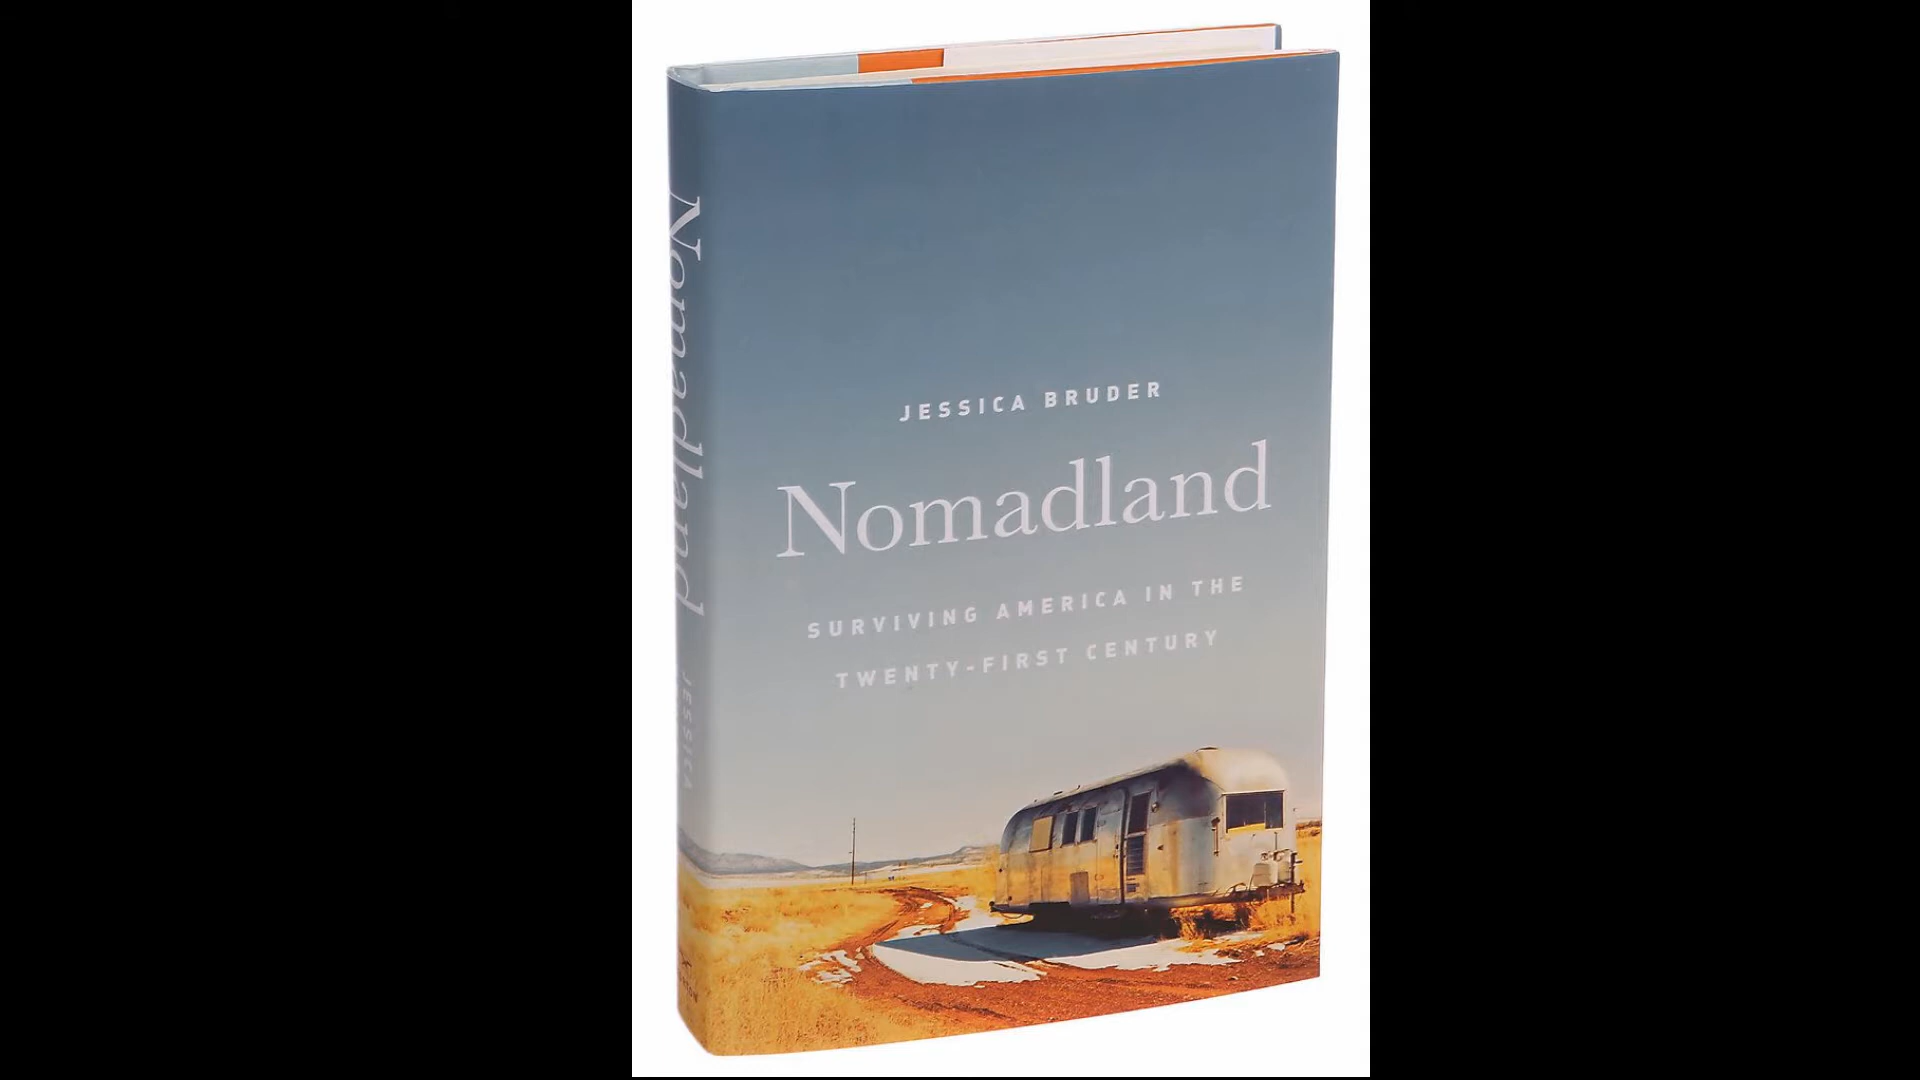 JESSICA BRUDER
Nomadland
SURVIVING AMERICA IN THE
TWENTY-FIRST CENTURY
Nomadland JESSICA